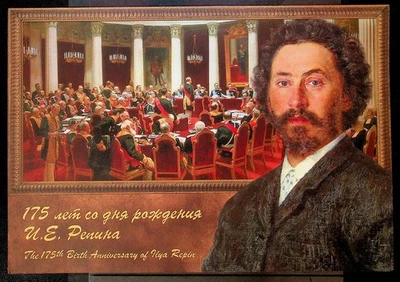 175 лет со дня рождения
И.Е. Репина
The 175th Birth Anniversary of Ilya Repin